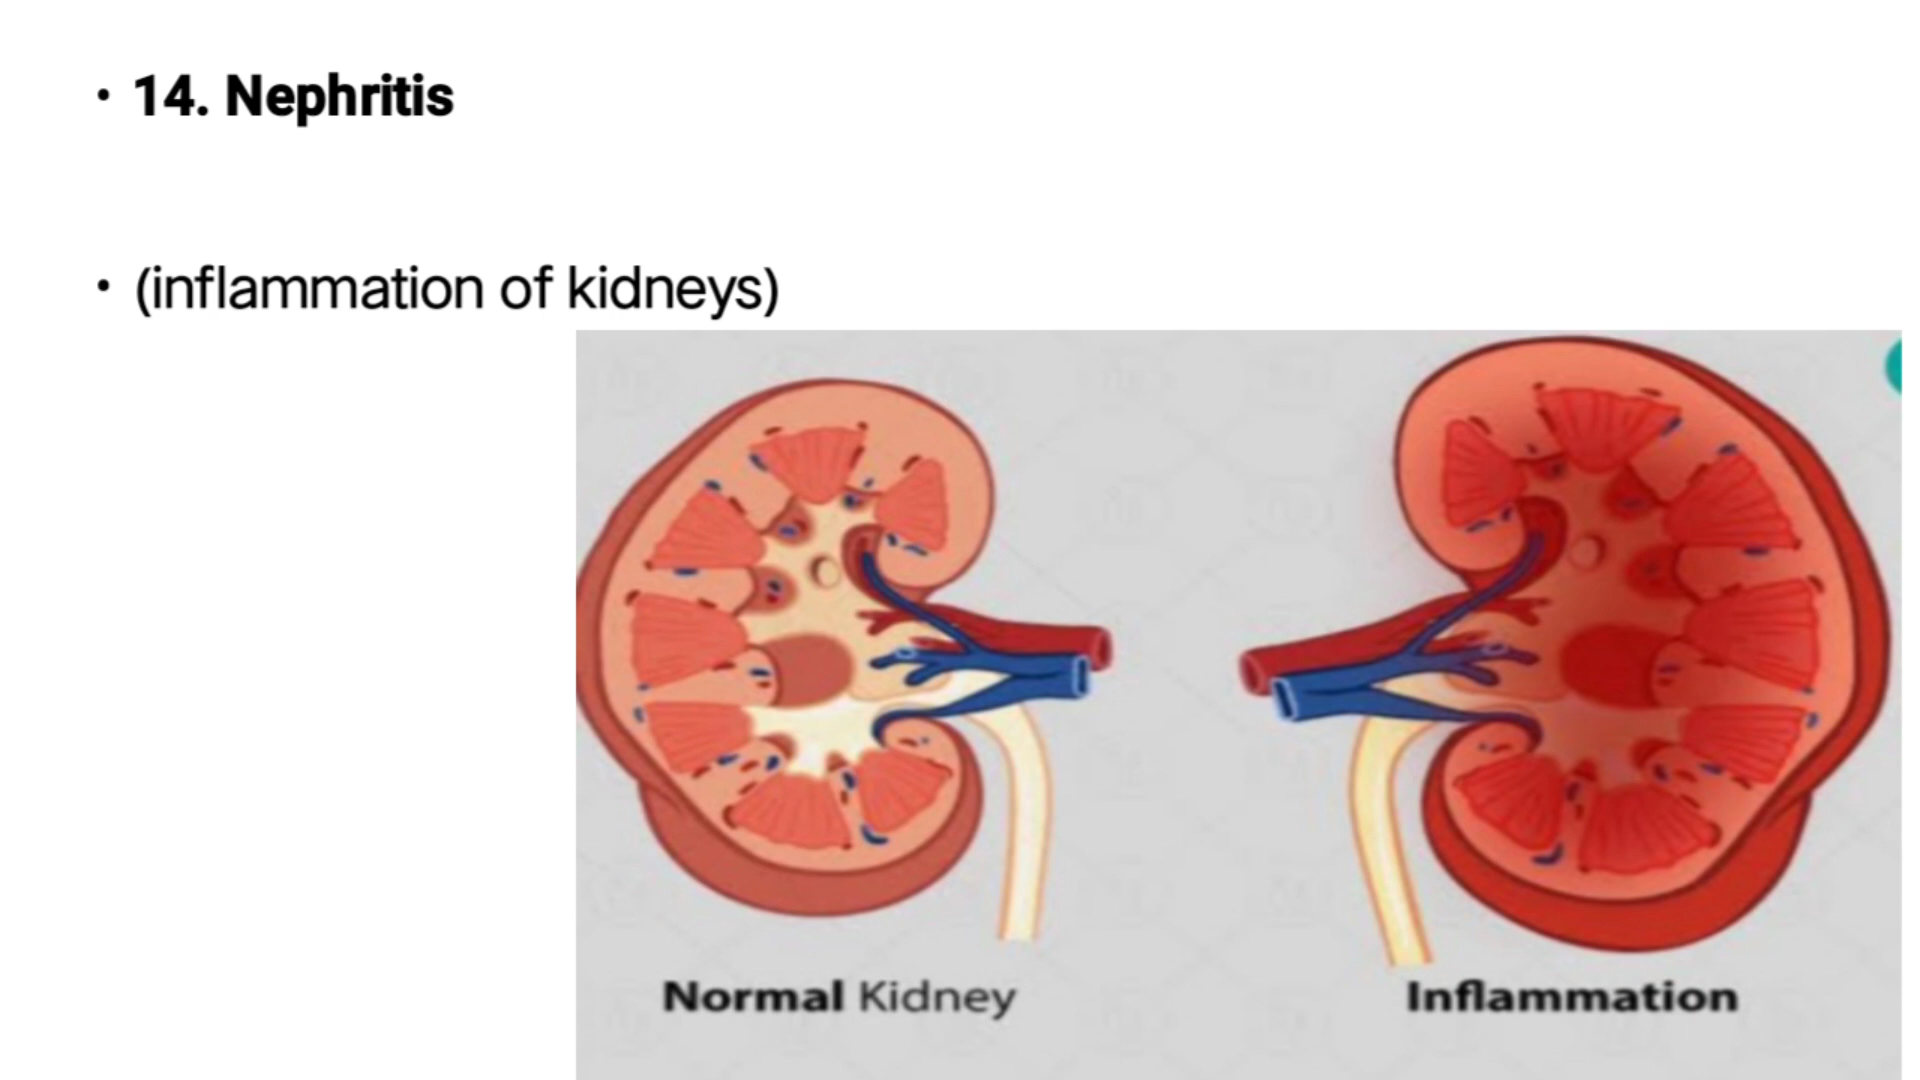 • 14. Nephritis
• (inflammation of kidneys)
Normal Kidney
Inflammation